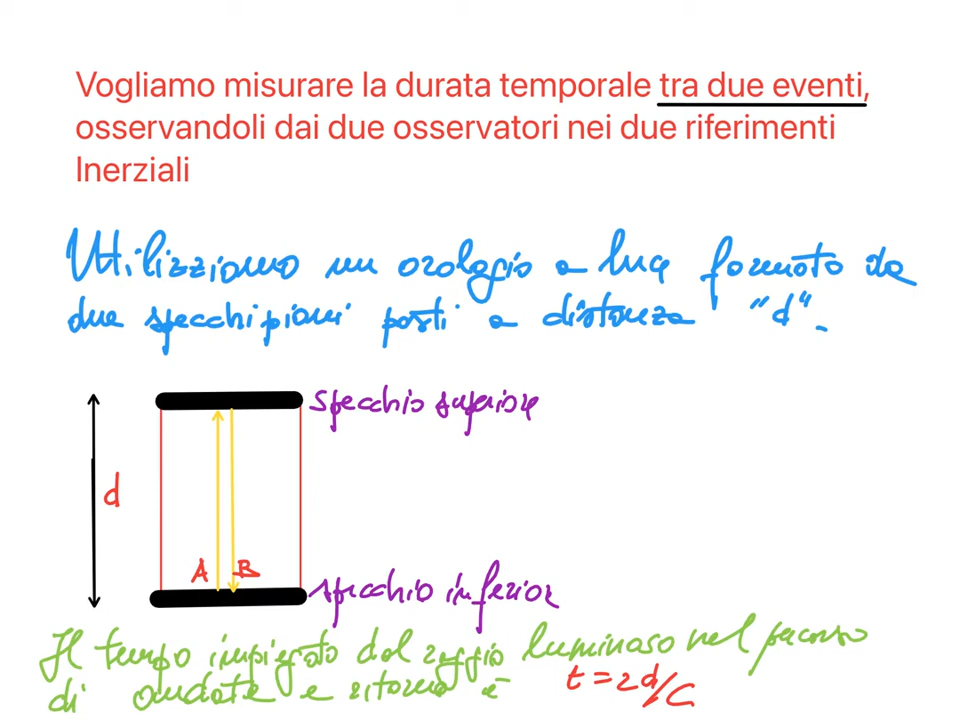 Vogliamo misurare la durata temporale tra due eventi,
osservandoli dai due osservatori nei due riferimenti
Inerziali
Utilizziamo un orologio a luce formato da
due specchi piani posti a distanza "d".
specchio superiore
d
A B
specchio inferior
Il tempo impiegato dal raggio luminoso nel percorso
di andata e ritorno è t = 2d/C